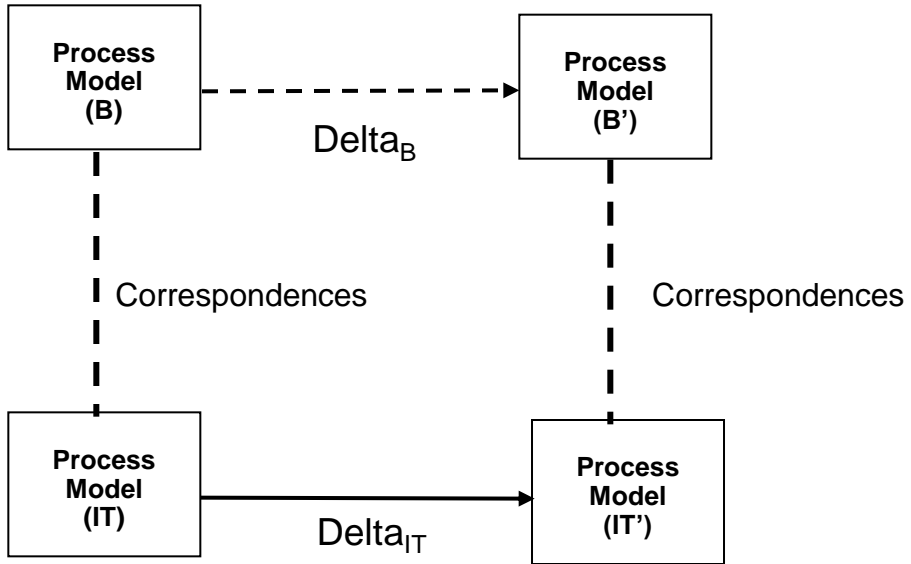 Process
Model
(B)
Process
Model
(B’)
Delta_B
Correspondences
Correspondences
Process
Model
(IT)
Process
Model
(IT’)
Delta_IT